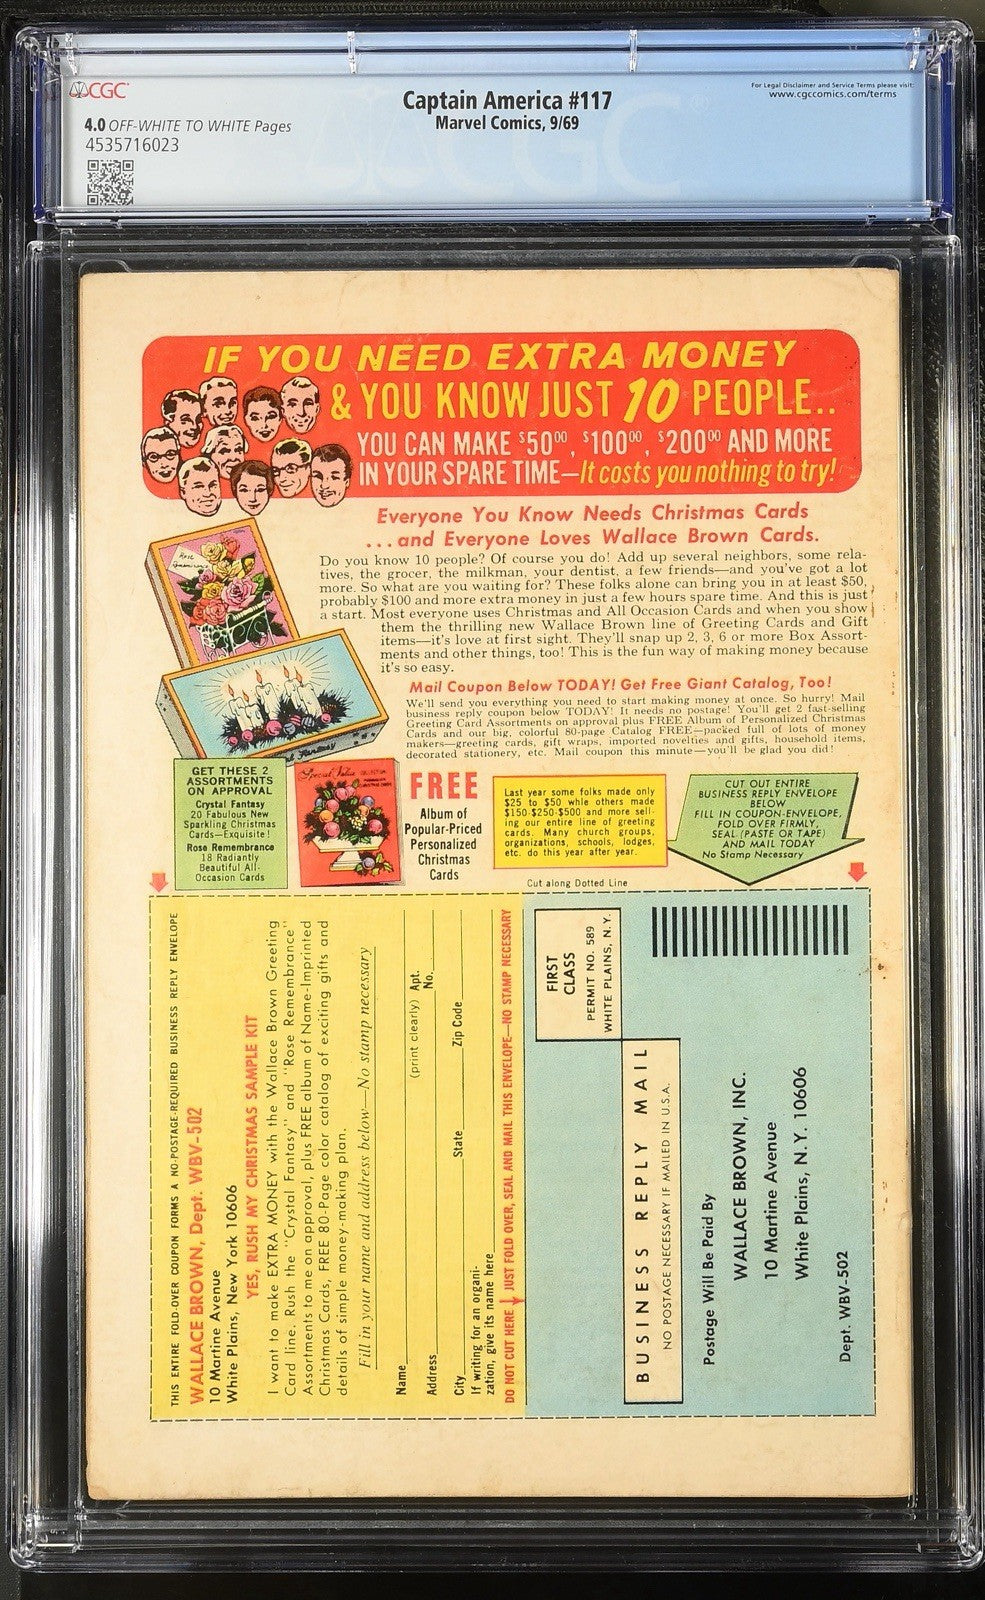 CGC
Captain America #117
For Legal Disclaimer and Service Terms please visit:
www.cgccomics.com/terms
4.0 OFF-WHITE TO WHITE Pages
Marvel Comics, 9/69
4535716023
CGC
IF YOU NEED EXTRA MONEY
& YOU KNOW JUST 10 PEOPLE..
YOU CAN MAKE $50⁰⁰, $100⁰⁰, $200⁰⁰ AND MORE
IN YOUR SPARE TIME—It costs you nothing to try!
Everyone You Know Needs Christmas Cards
...and Everyone Loves Wallace Brown Cards.
Do you know 10 people? Of course you do! Add up several neighbors, some rela-
tives, the grocer, the milkman, your dentist, a few friends—and you've got a lot
more. So what are you waiting for? These folks alone can bring you in at least $50,
probably $100 and more extra money in just a few hours spare time. And this is just
a start. Most everyone uses Christmas and All Occasion Cards and when you show
them the thrilling new Wallace Brown line of Greeting Cards and Gift
items—it's love at first sight. They'll snap up 2, 3, 6 or more Box Assort-
ments and other things, too! This is the fun way of making money because
it's so easy.
Mail Coupon Below TODAY! Get Free Giant Catalog, Too!
We'll send you everything you need to start making money at once. So hurry! Mail
business reply coupon below TODAY! It needs no postage! You'll get 2 fast-selling
Greeting Card Assortments on approval plus FREE Album of Personalized Christmas
Cards and our big, colorful 80-page Catalog FREE—packed full of lots of money
makers—greeting cards, gift wraps, imported novelties and gifts, household items,
decorated stationery, etc. Mail coupon this minute—you'll be glad you did!
Rose
Fantasy
GET THESE 2
ASSORTMENTS
ON APPROVAL
Crystal Fantasy
20 Fabulous New
Sparkling Christmas
Cards—Exquisite!
Rose Remembrance
18 Radiantly
Beautiful All-
Occasion Cards
Special Value
FREE
Album of
Popular-Priced
Personalized
Christmas
Cards
Last year some folks made only
$25 to $50 while others made
$150-$250-$500 and more sell-
ing our entire line of greeting
cards. Many church groups,
organizations, schools, lodges,
etc. do this year after year.
CUT OUT ENTIRE
BUSINESS REPLY ENVELOPE
BELOW
FILL IN COUPON-ENVELOPE,
FOLD OVER FIRMLY,
SEAL (PASTE OR TAPE)
AND MAIL TODAY
No Stamp Necessary
Cut along Dotted Line
THIS ENTIRE FOLD-OVER COUPON FORMS A NO-POSTAGE-REQUIRED BUSINESS REPLY ENVELOPE
WALLACE BROWN, Dept. WBV-502
10 Martine Avenue
White Plains, New York 10606
YES, RUSH MY CHRISTMAS SAMPLE KIT
I want to make EXTRA MONEY with the Wallace Brown Greeting
Card line. Rush the "Crystal Fantasy" and "Rose Remembrance"
Assortments to me on approval, plus FREE album of Name-Imprinted
Christmas Cards, FREE 80-Page color catalog of exciting gifts and
details of simple money-making plan.
Fill in your name and address below—No stamp necessary
Name
(print clearly)
Address
Apt. No.
City
State
Zip Code
If writing for an organi-
zation, give its name here
DO NOT CUT HERE JUST FOLD OVER, SEAL AND MAIL THIS ENVELOPE—NO STAMP NECESSARY
FIRST
CLASS
PERMIT NO. 589
WHITE PLAINS, N.Y.
BUSINESS REPLY MAIL
NO POSTAGE NECESSARY IF MAILED IN U.S.A.
Postage Will Be Paid By
WALLACE BROWN, INC.
10 Martine Avenue
White Plains, N.Y. 10606
Dept. WBV-502